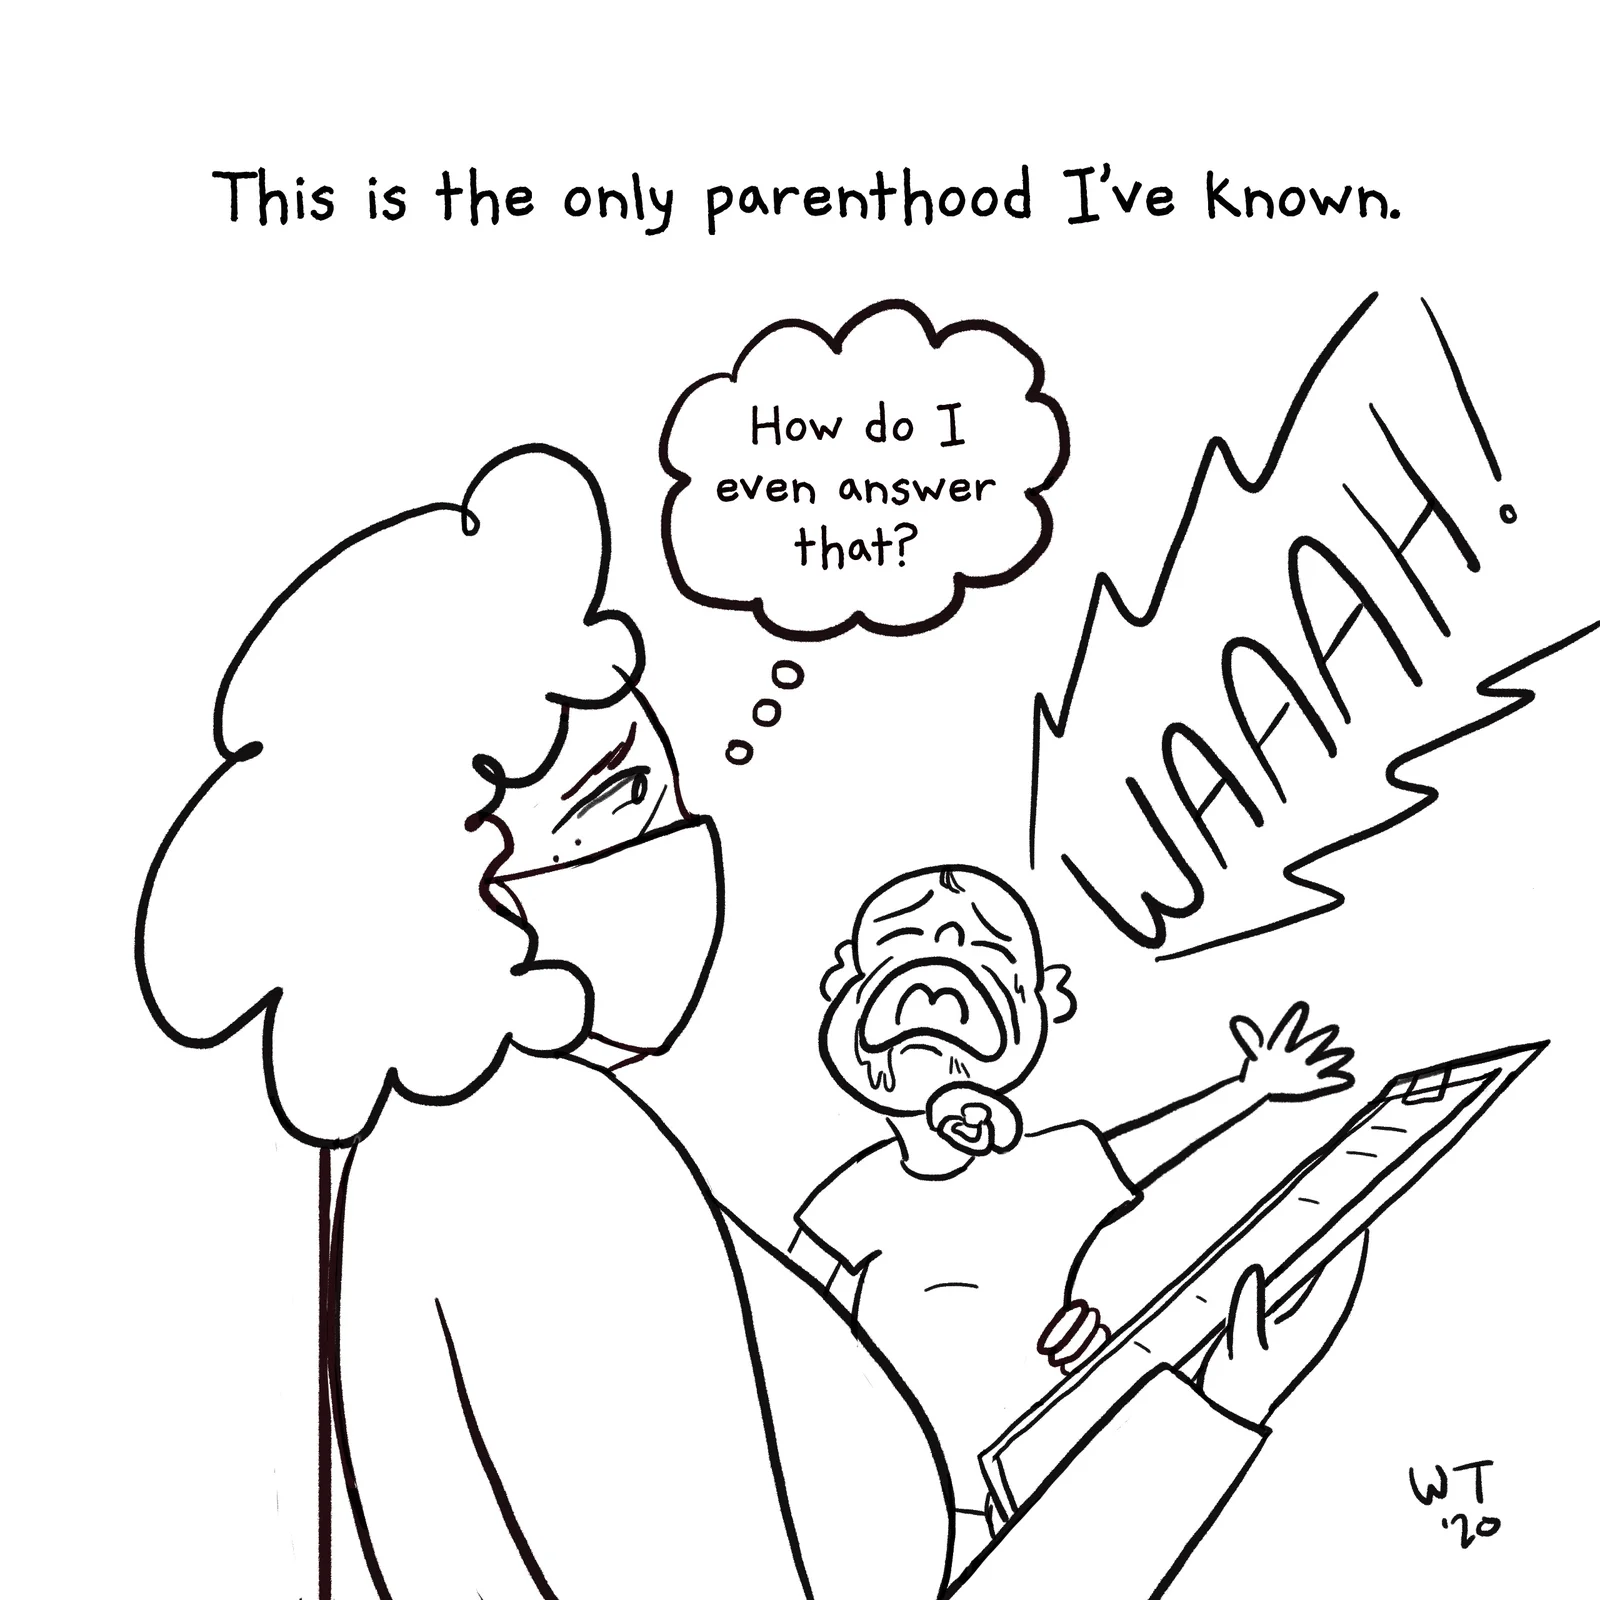 This is the only parenthood I've known.
How do I
even answer
that?
WAAAH!
WT
'20